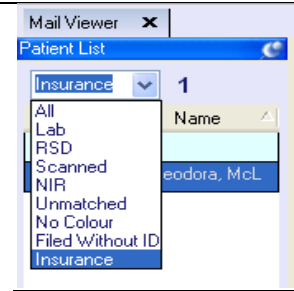 Mail Viewer
Patient List
Insurance 1
Name
All
Lab
RSD
Scanned
NIR
Unmatched
No Colour
Filed Without ID
Insurance
eodora, McL